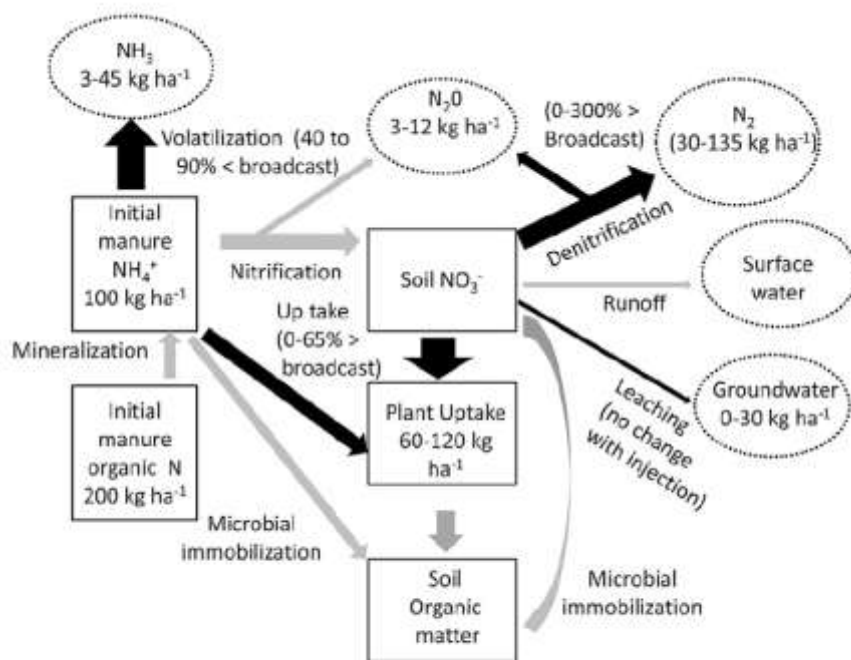 NH₃
3-45 kg ha⁻¹
N₂0
3-12 kg ha⁻¹
(0-300% >
Broadcast)
N₂
(30-135 kg ha⁻¹)
Volatilization (40 to
90% < broadcast)
Initial
manure
NH₄⁺
100 kg ha⁻¹
Nitrification
Soil NO₃⁻
Denitrification
Runoff
Surface
water
Up take
(0-65% >
broadcast)
Mineralization
Initial
manure
organic N
200 kg ha⁻¹
Plant Uptake
60-120 kg
ha⁻¹
Leaching
(no change
with injection)
Groundwater
0-30 kg ha⁻¹
Microbial
immobilization
Soil
Organic
matter
Microbial
immobilization